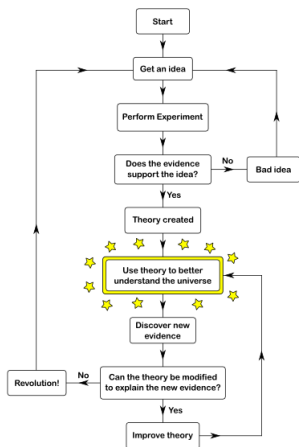 Start
Get an idea
Perform Experiment
Does the evidence
support the idea?
No
Bad idea
Yes
Theory created
Use theory to better
understand the universe
Discover new
evidence
Can the theory be modified
to explain the new evidence?
No
Revolution!
Yes
Improve theory